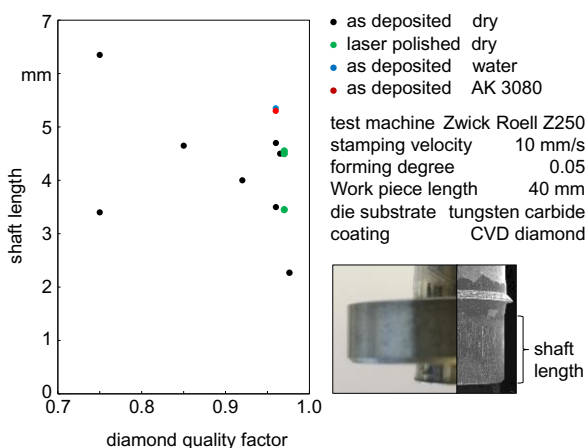 7
mm
5
4
3
2
1
0
shaft length
0.7
0.8
0.9
1.0
diamond quality factor
as deposited dry
laser polished dry
as deposited water
as deposited AK 3080
test machine Zwick Roell Z250
stamping velocity 10 mm/s
forming degree 0.05
Work piece length 40 mm
die substrate tungsten carbide
coating CVD diamond
shaft
length